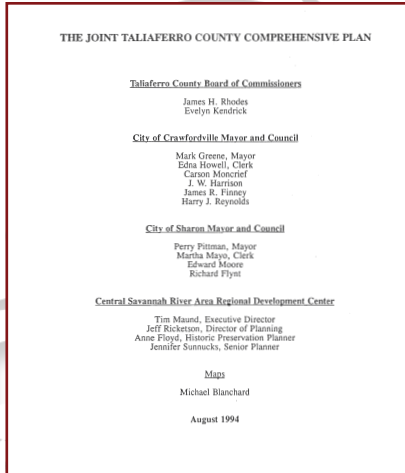 THE JOINT TALIAFERRO COUNTY COMPREHENSIVE PLAN
Taliaferro County Board of Commissioners
James H. Rhodes
Evelyn Kendrick
City of Crawfordville Mayor and Council
Mark Greene, Mayor
Edna Howell, Clerk
Carson Moncrief
J. W. Harrison
James R. Finney
Harry J. Reynolds
City of Sharon Mayor and Council
Perry Pittman, Mayor
Martha Mayo, Clerk
Edward Moore
Richard Flynt
Central Savannah River Area Regional Development Center
Tim Maund, Executive Director
Jeff Ricketson, Director of Planning
Anne Floyd, Historic Preservation Planner
Jennifer Sunnucks, Senior Planner
Maps
Michael Blanchard
August 1994